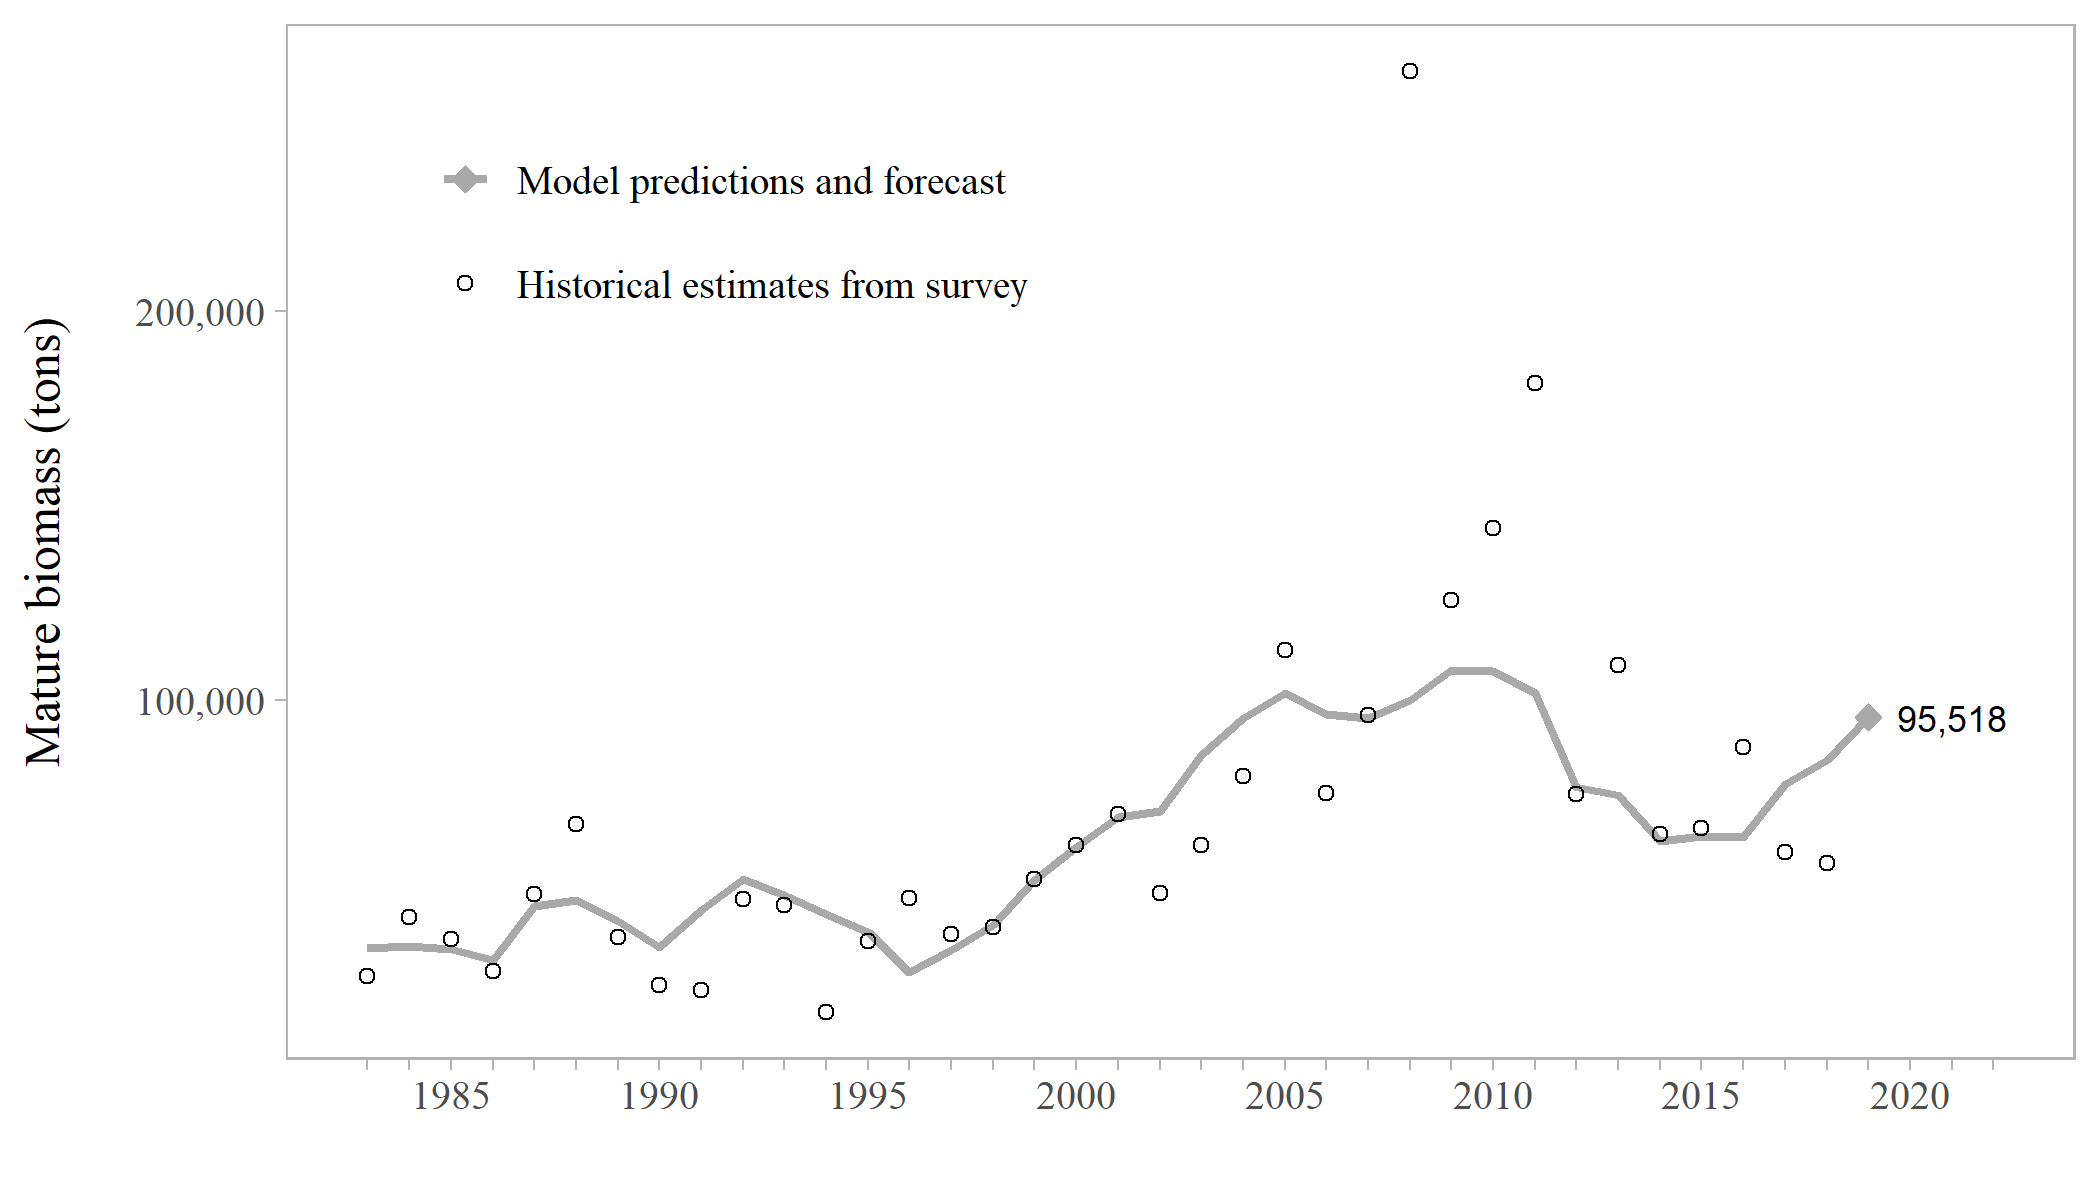 Model predictions and forecast
Historical estimates from survey
Mature biomass (tons)
200,000
100,000
95,518
1985 1990 1995 2000 2005 2010 2015 2020